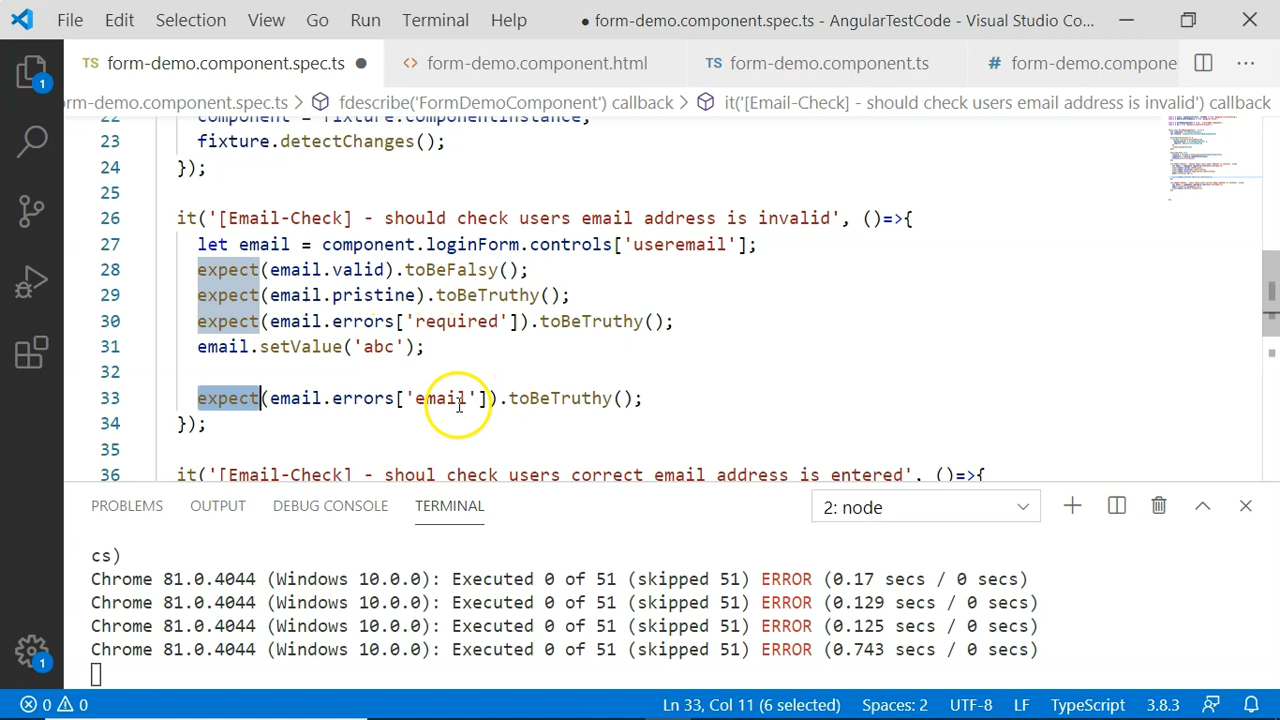 File Edit Selection View Go Run Terminal Help ● form-demo.component.spec.ts - AngularTestCode - Visual Studio Co...
TS form-demo.component.spec.ts ● <> form-demo.component.html TS form-demo.component.ts # form-demo.compone
orm-demo.component.spec.ts > fdescribe('FormDemoComponent') callback > it('[Email-Check] - should check users email address is invalid') callback
22 component = fixture.componentInstance;
23 fixture.detectChanges();
24 });
25
26 it('[Email-Check] - should check users email address is invalid', ()=>{
27 let email = component.loginForm.controls['useremail'];
28 expect(email.valid).toBeFalsy();
29 expect(email.pristine).toBeTruthy();
30 expect(email.errors['required']).toBeTruthy();
31 email.setValue('abc');
32
33 expect(email.errors['email']).toBeTruthy();
34 });
35
36 it('[Email-Check] - shoul check users correct email address is entered', ()=>{
PROBLEMS OUTPUT DEBUG CONSOLE TERMINAL 2: node
cs)
Chrome 81.0.4044 (Windows 10.0.0): Executed 0 of 51 (skipped 51) ERROR (0.17 secs / 0 secs)
Chrome 81.0.4044 (Windows 10.0.0): Executed 0 of 51 (skipped 51) ERROR (0.129 secs / 0 secs)
Chrome 81.0.4044 (Windows 10.0.0): Executed 0 of 51 (skipped 51) ERROR (0.125 secs / 0 secs)
Chrome 81.0.4044 (Windows 10.0.0): Executed 0 of 51 (skipped 51) ERROR (0.743 secs / 0 secs)
1
1
0 0 Ln 33, Col 11 (6 selected) Spaces: 2 UTF-8 LF TypeScript 3.8.3